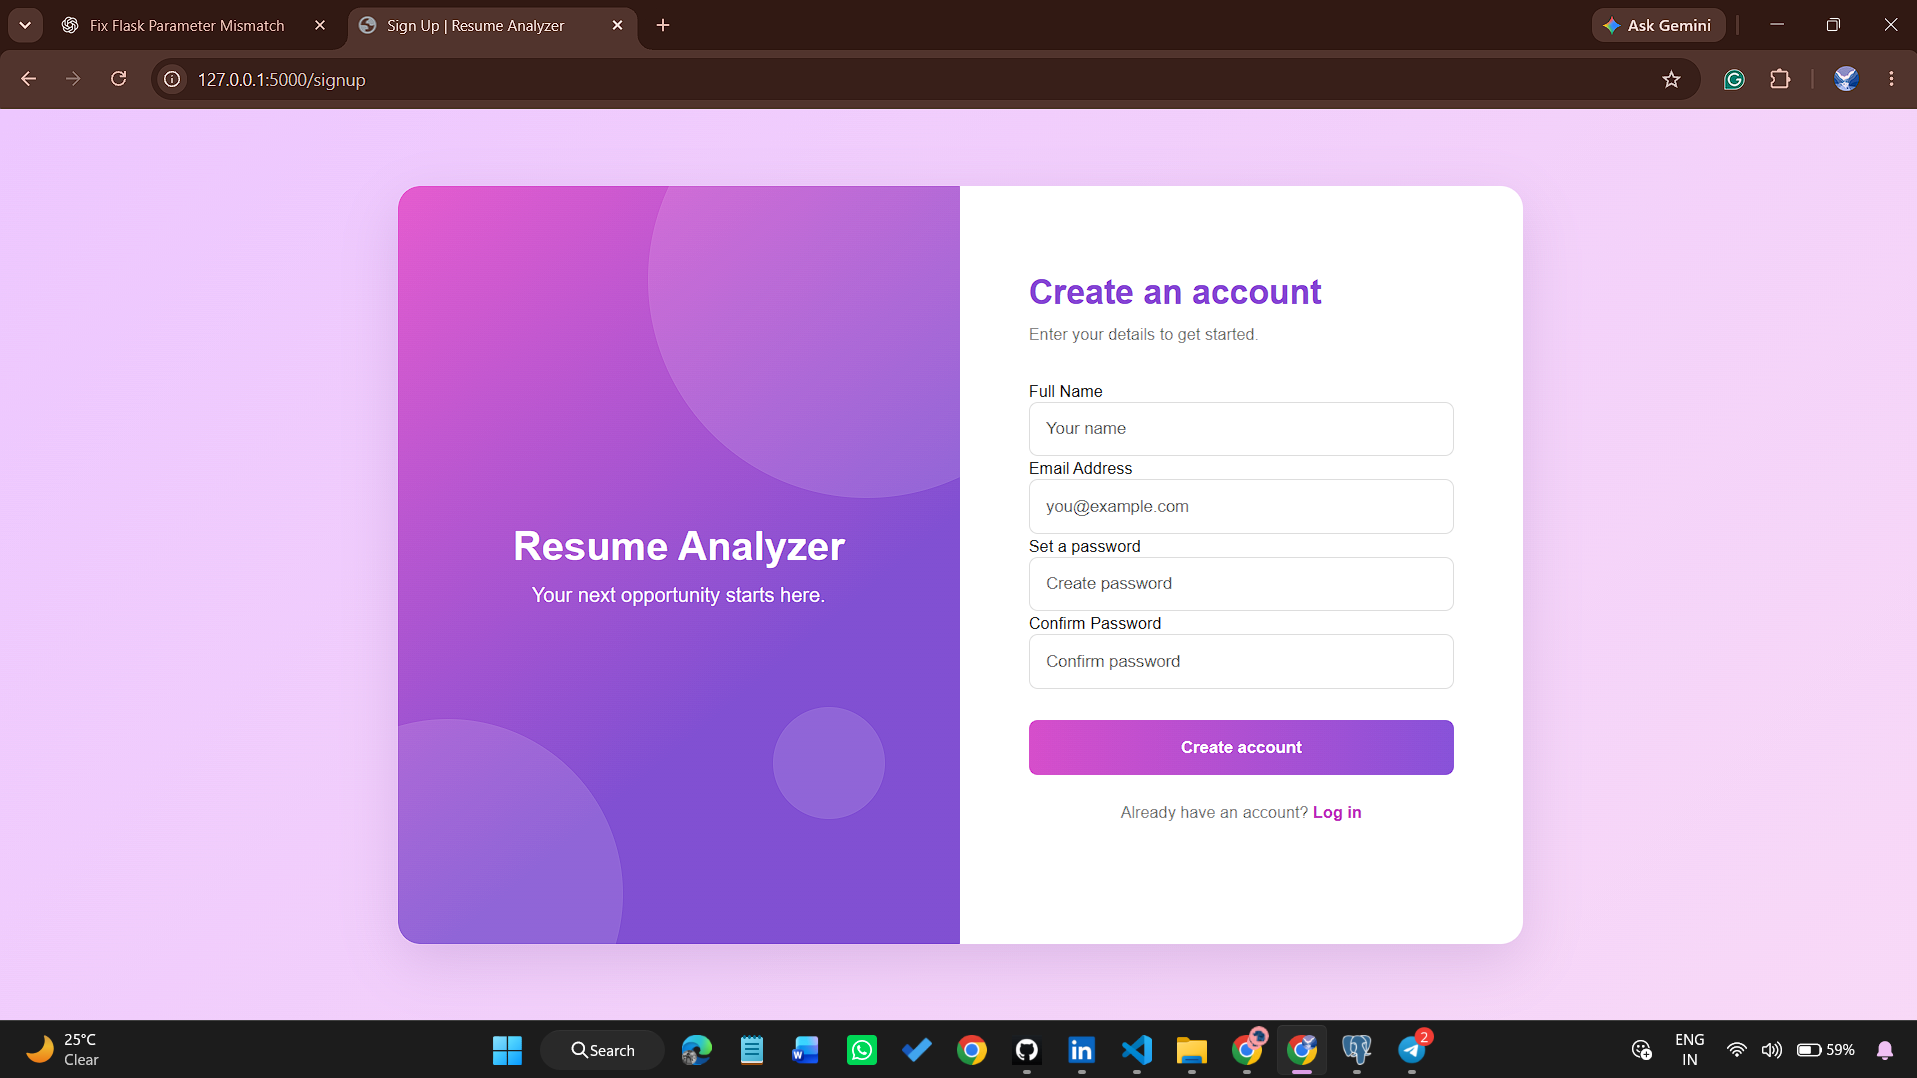 Fix Flask Parameter Mismatch
Sign Up | Resume Analyzer
Ask Gemini
127.0.0.1:5000/signup
Resume Analyzer
Your next opportunity starts here.
Create an account
Enter your details to get started.
Full Name
Your name
Email Address
you@example.com
Set a password
Create password
Confirm Password
Confirm password
Create account
Already have an account? Log in
25°C
Clear
Search
W
in
2
ENG
IN
59%